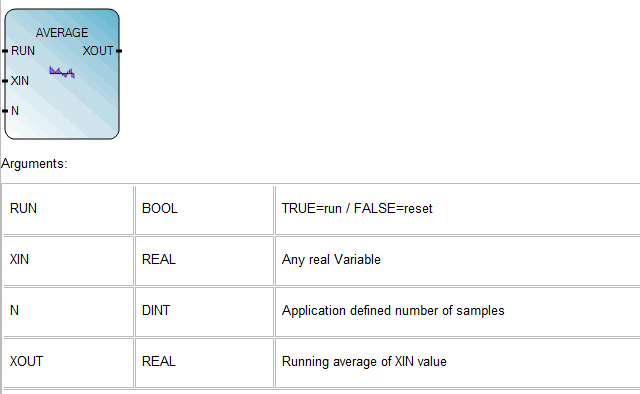 AVERAGE
RUN XOUT
XIN
N
Arguments:
RUN BOOL TRUE=run / FALSE=reset
XIN REAL Any real Variable
N DINT Application defined number of samples
XOUT REAL Running average of XIN value